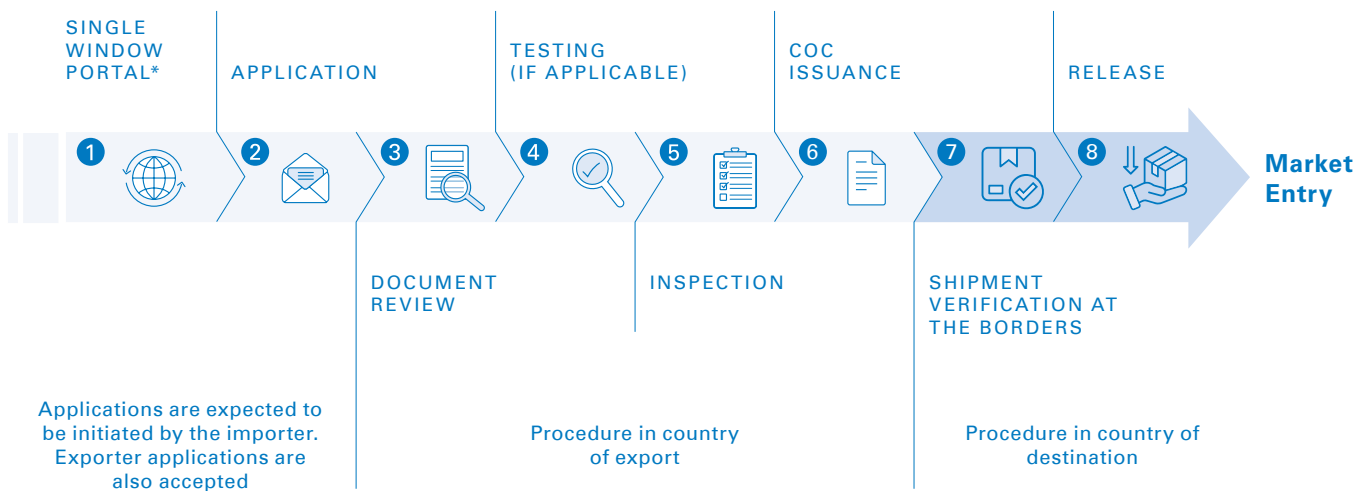 SINGLE
WINDOW
PORTAL*
APPLICATION
TESTING
(IF APPLICABLE)
COC
ISSUANCE
RELEASE
1
2
3
4
5
6
7
8
Market
Entry
DOCUMENT
REVIEW
INSPECTION
SHIPMENT
VERIFICATION AT
THE BORDERS
Applications are expected to
be initiated by the importer.
Exporter applications are
also accepted
Procedure in country
of export
Procedure in country of
destination